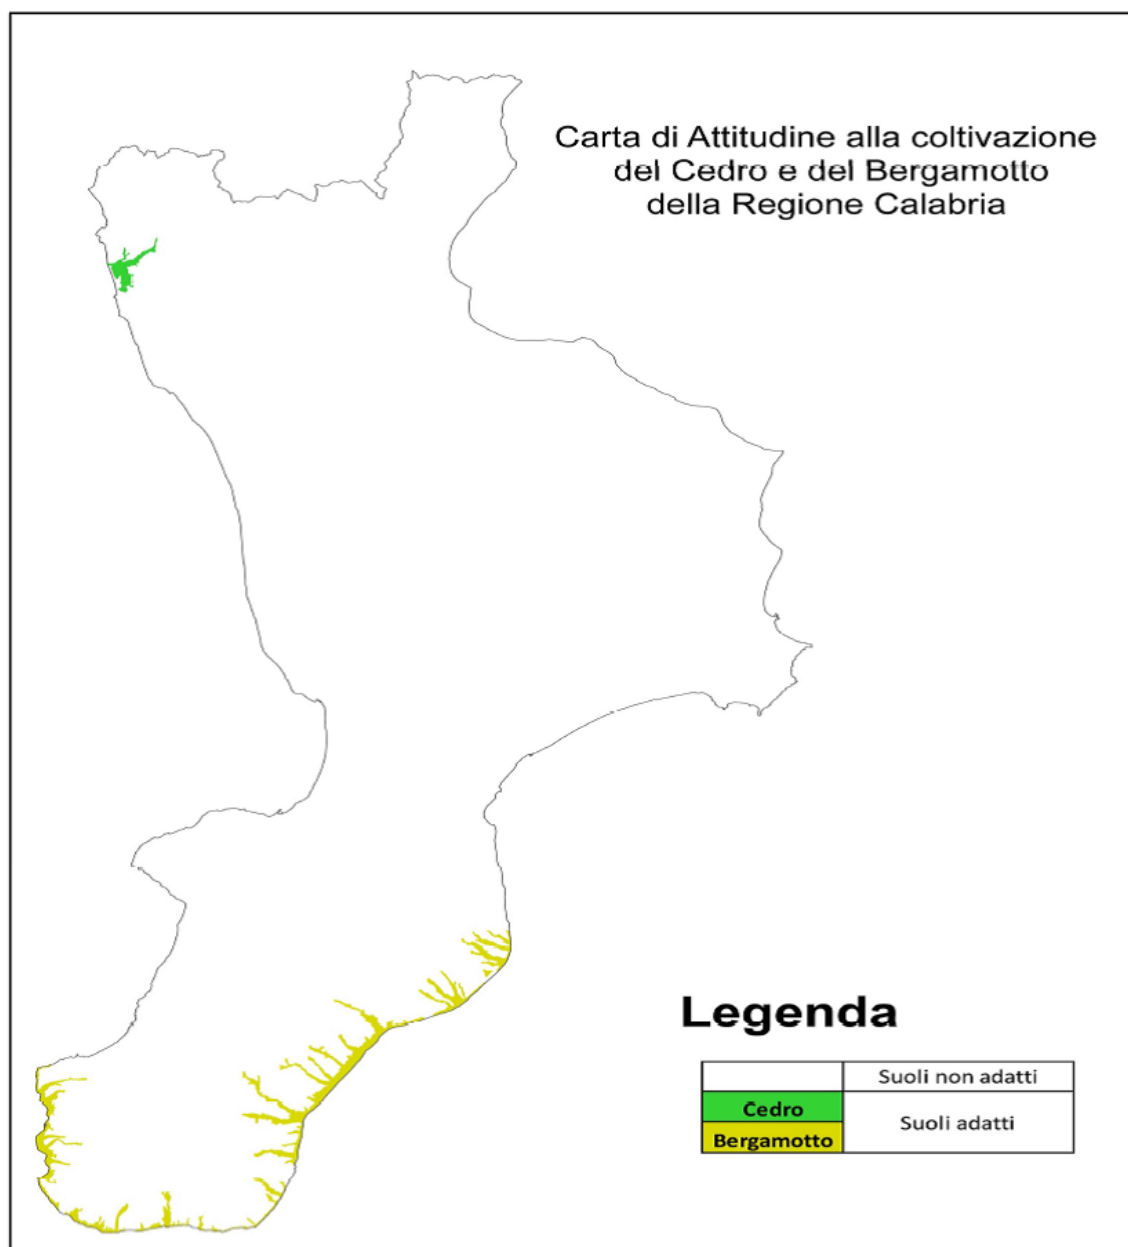 Carta di Attitudine alla coltivazione
del Cedro e del Bergamotto
della Regione Calabria
Legenda
Suoli non adatti
Cedro
Suoli adatti
Bergamotto